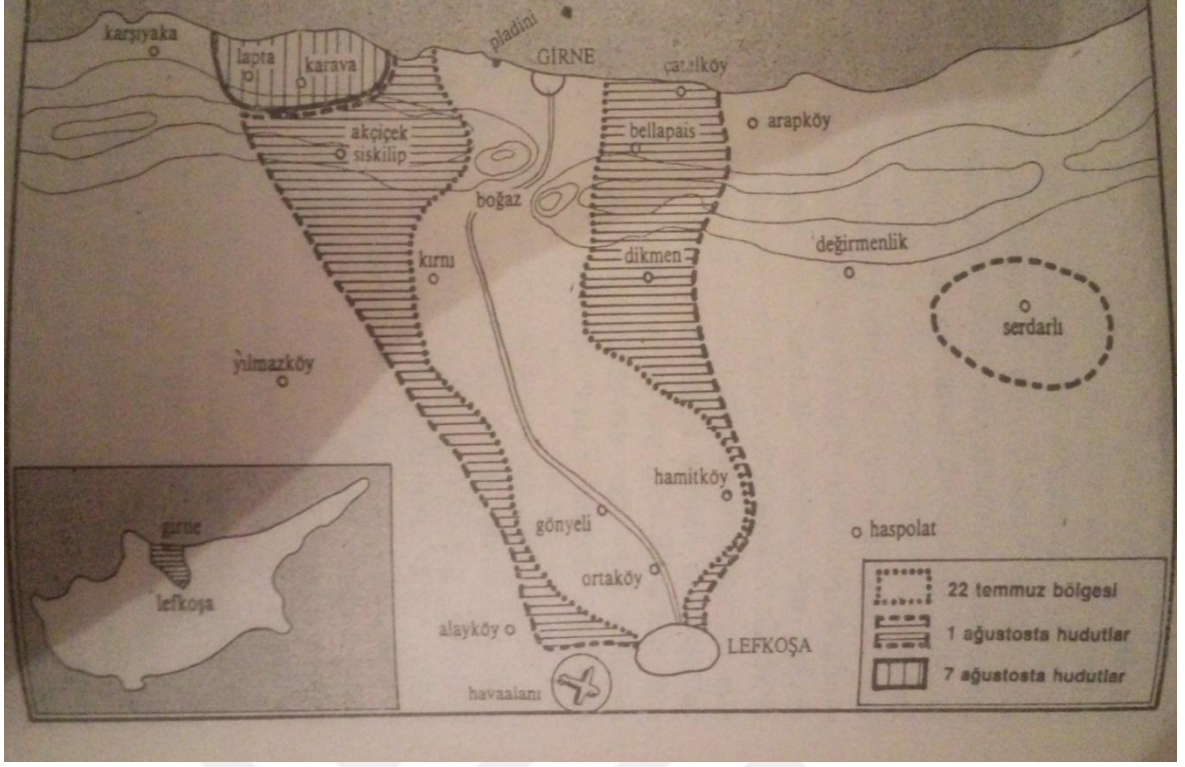 pladini
karşıyaka
lapta
karava
GİRNE
çatalköy
akçiçek
siskilip
bellapais
arapköy
boğaz
kırnı
dikmen
değirmenlik
serdarlı
yılmazköy
hamitköy
gönyeli
haspolat
ortaköy
alayköy
LEFKOŞA
havaalanı
girne
lefkoşa
22 temmuz bölgesi
1 ağustosta hudutlar
7 ağustosta hudutlar